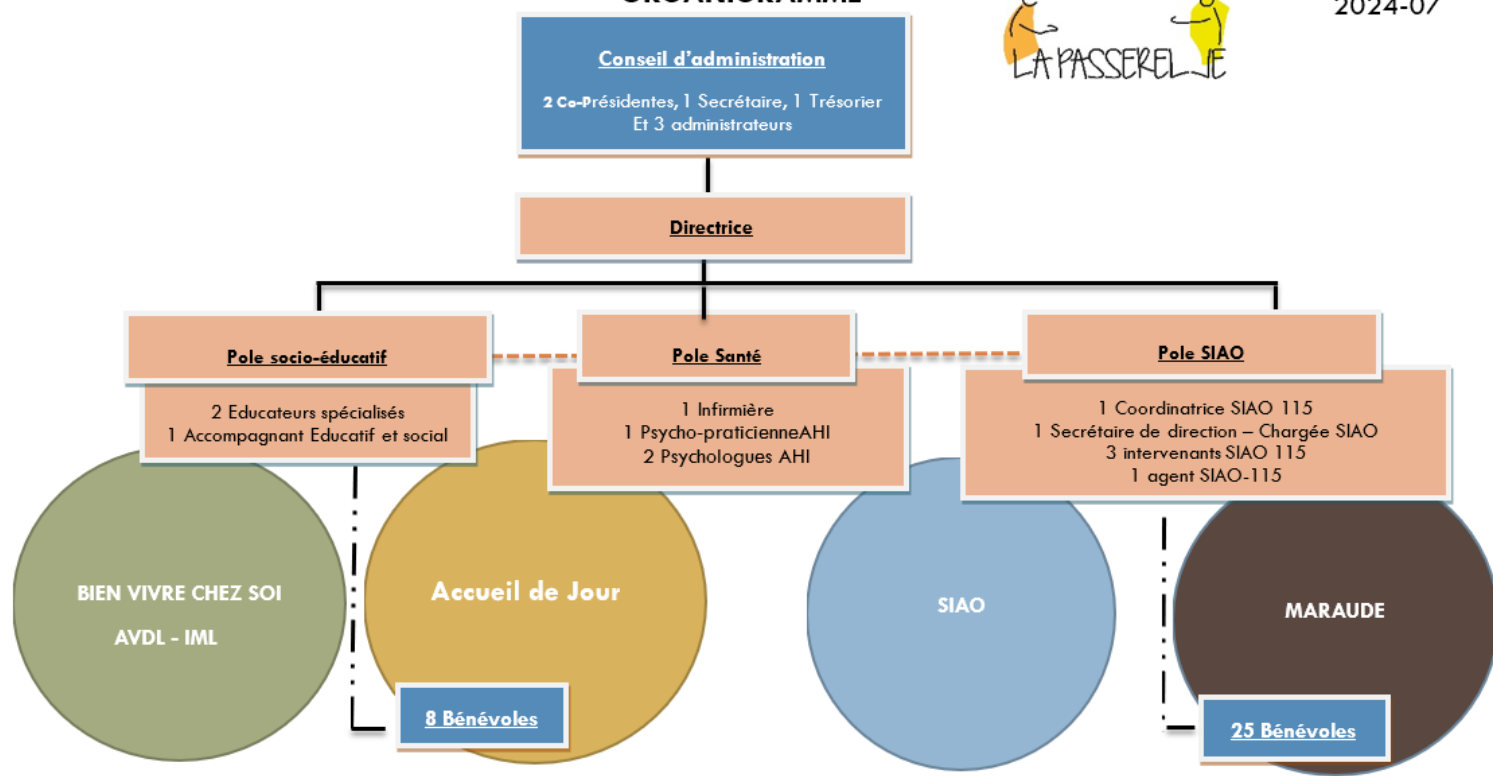 ORGANIGRAMME
2024-07
LA PASSERELLE
Conseil d'administration
2 Co-Présidentes, 1 Secrétaire, 1 Trésorier
Et 3 administrateurs
Directrice
Pole socio-éducatif
2 Educateurs spécialisés
1 Accompagnant Educatif et social
Pole Santé
1 Infirmière
1 Psycho-praticienneAHI
2 Psychologues AHI
Pole SIAO
1 Coordinatrice SIAO 115
1 Secrétaire de direction – Chargée SIAO
3 intervenants SIAO 115
1 agent SIAO-115
BIEN VIVRE CHEZ SOI
AVDL - IML
Accueil de Jour
SIAO
MARAUDE
8 Bénévoles
25 Bénévoles